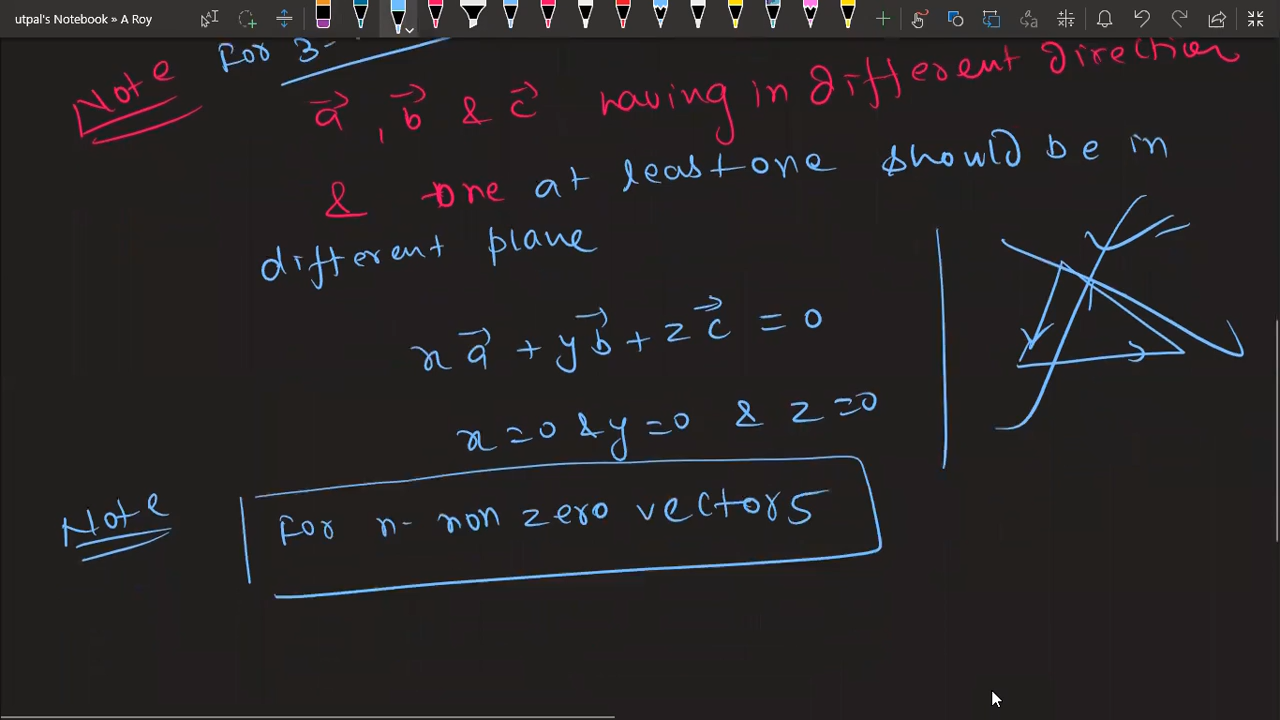 utpal's Notebook » A Roy
For 3-
Note
a⃗, b⃗ & c⃗ having in different direction
& one at least one should be in
different plane
xa⃗ + yb⃗ + zc⃗ = 0
x=0 & y=0 & z=0
Note
For n- non zero vectors